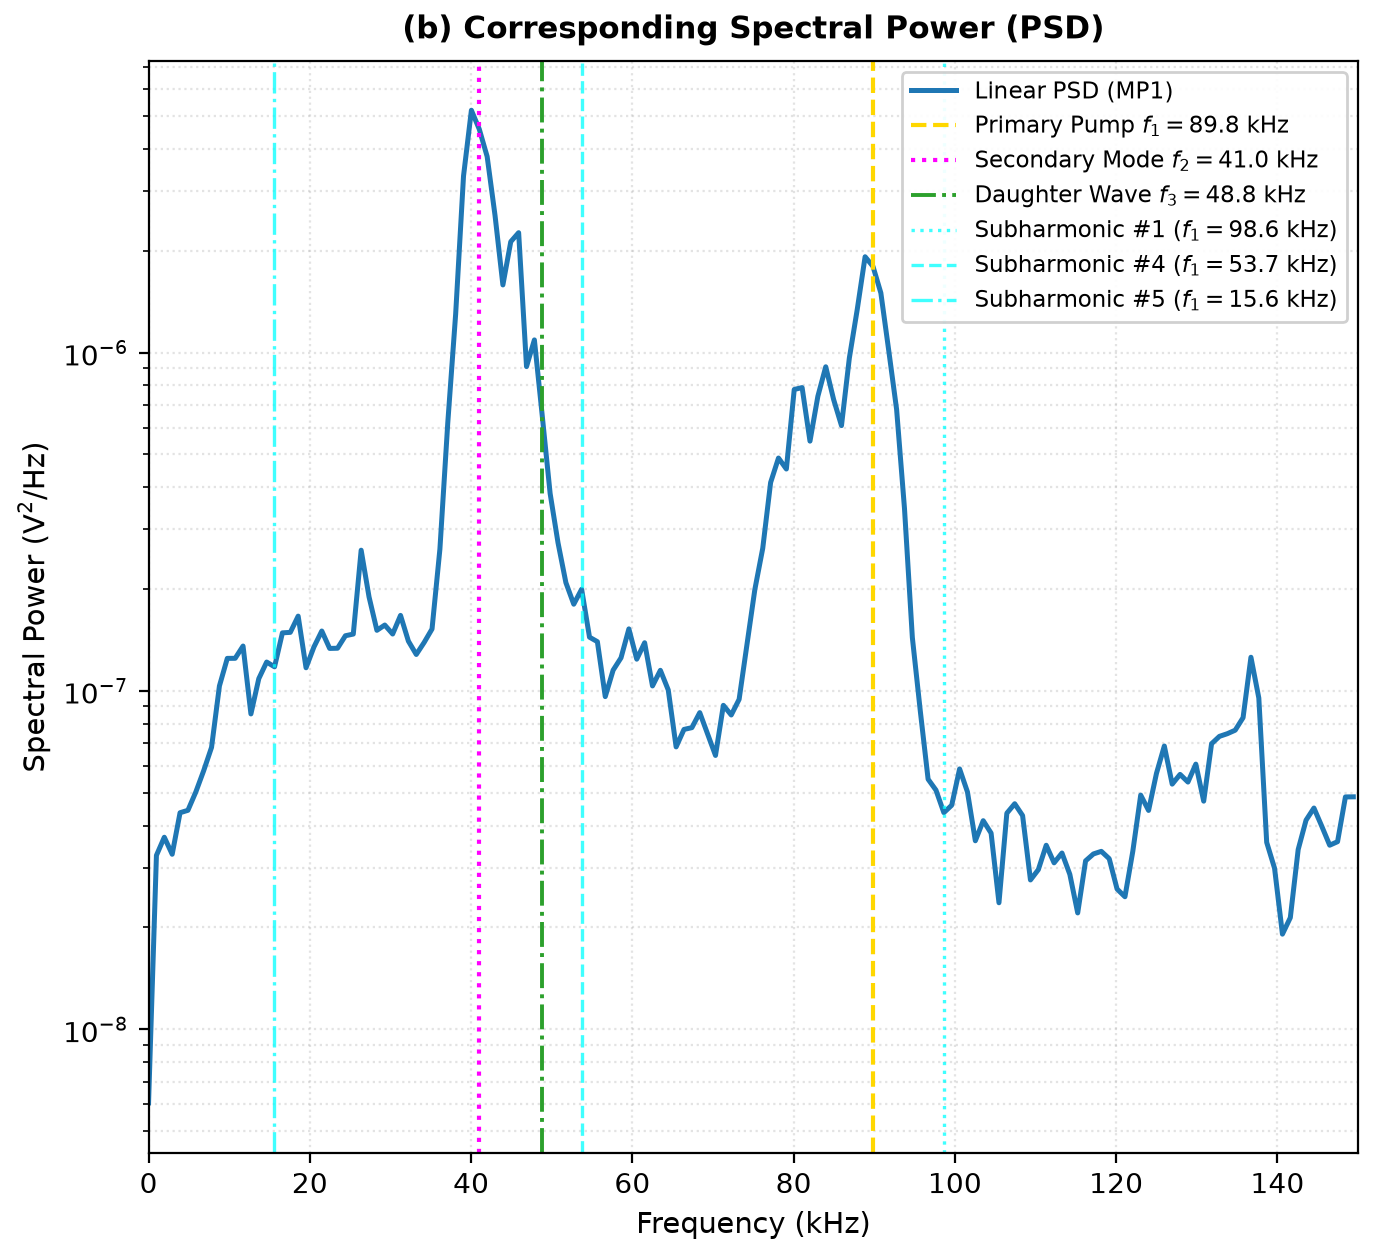 (b) Corresponding Spectral Power (PSD)
Linear PSD (MP1)
Primary Pump f₁ = 89.8 kHz
Secondary Mode f₂ = 41.0 kHz
Daughter Wave f₃ = 48.8 kHz
Subharmonic #1 (f₁ = 98.6 kHz)
Subharmonic #4 (f₁ = 53.7 kHz)
Subharmonic #5 (f₁ = 15.6 kHz)
Spectral Power (V²/Hz)
10⁻⁶
10⁻⁷
10⁻⁸
0 20 40 60 80 100 120 140
Frequency (kHz)